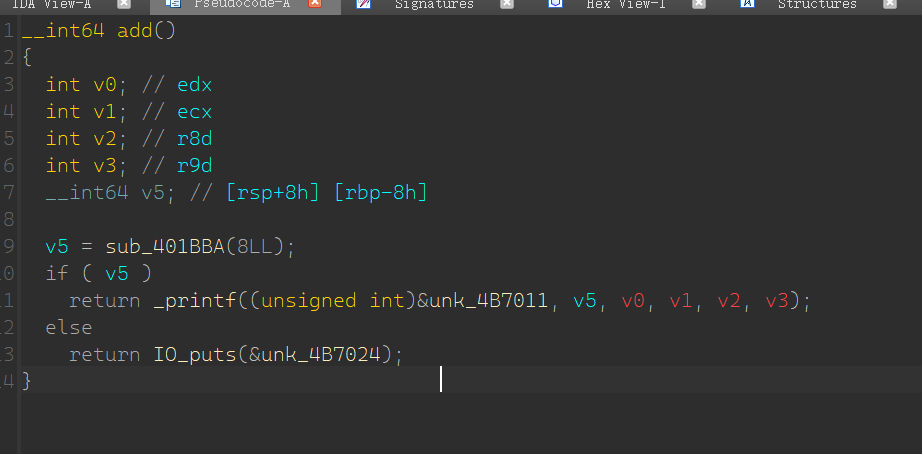 IDA View-A Pseudocode-A Signatures Hex View-1 Structures
1 __int64 add()
2 {
3 int v0; // edx
4 int v1; // ecx
5 int v2; // r8d
6 int v3; // r9d
7 __int64 v5; // [rsp+8h] [rbp-8h]
8
9 v5 = sub_401BBA(8LL);
0 if ( v5 )
1 return _printf((unsigned int)&unk_4B7011, v5, v0, v1, v2, v3);
2 else
3 return IO_puts(&unk_4B7024);
4 }